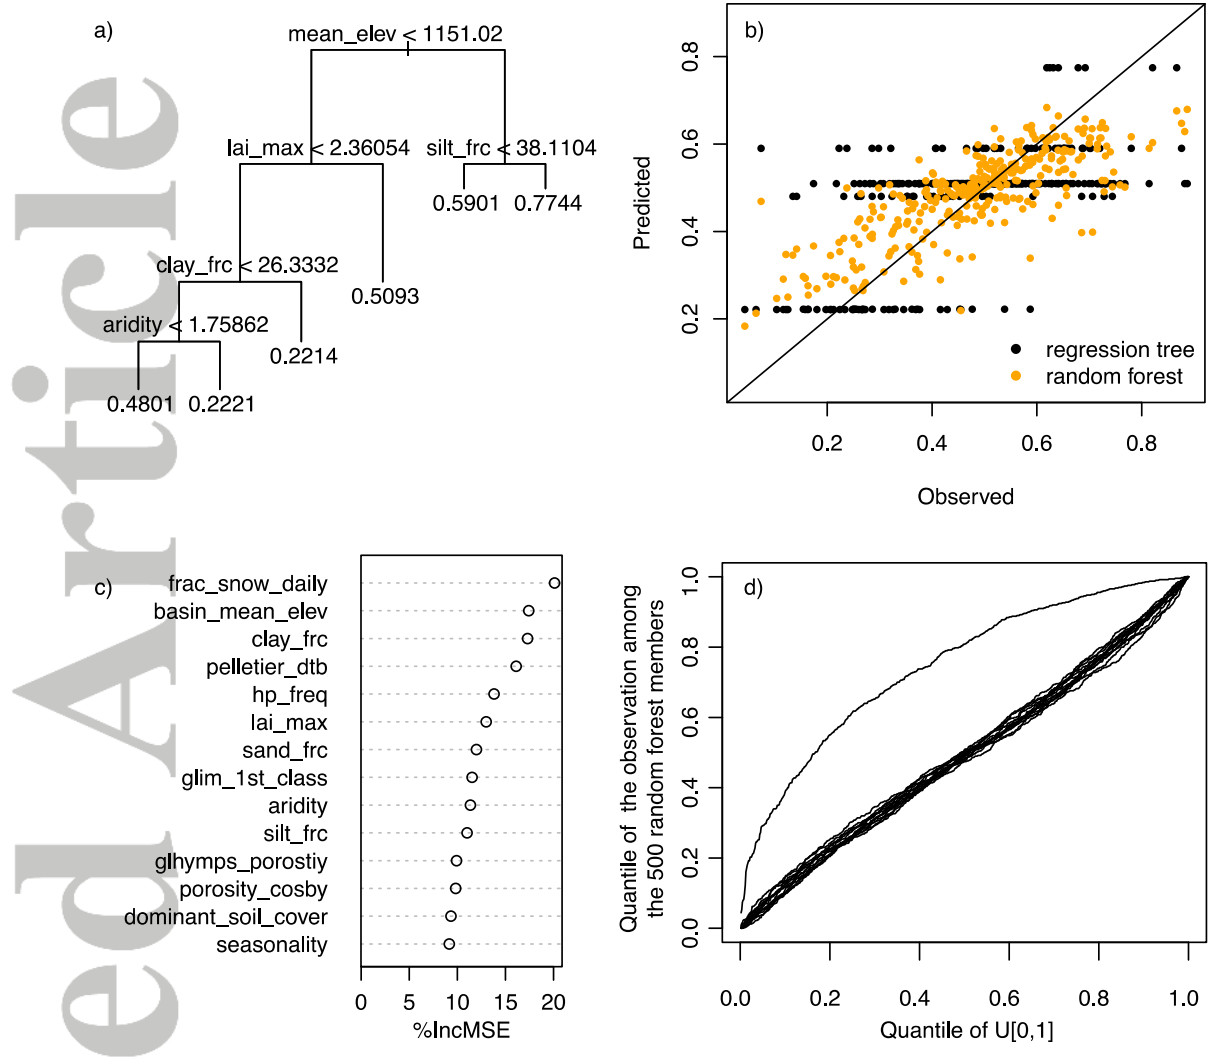 a)
mean_elev < 1151.02
lai_max < 2.36054
silt_frc < 38.1104
0.5901
0.7744
clay_frc < 26.3332
0.5093
aridity < 1.75862
0.2214
0.4801
0.2221
b)
Predicted
0.2
0.4
0.6
0.8
regression tree
random forest
0.2
0.4
0.6
0.8
Observed
c)
frac_snow_daily
basin_mean_elev
clay_frc
pelletier_dtb
hp_freq
lai_max
sand_frc
glim_1st_class
aridity
silt_frc
glhymps_porostiy
porosity_cosby
dominant_soil_cover
seasonality
0
5
10
15
20
%IncMSE
d)
Quantile of the observation among
the 500 random forest members
0.0
0.2
0.4
0.6
0.8
1.0
0.0
0.2
0.4
0.6
0.8
1.0
Quantile of U[0,1]
ed Article